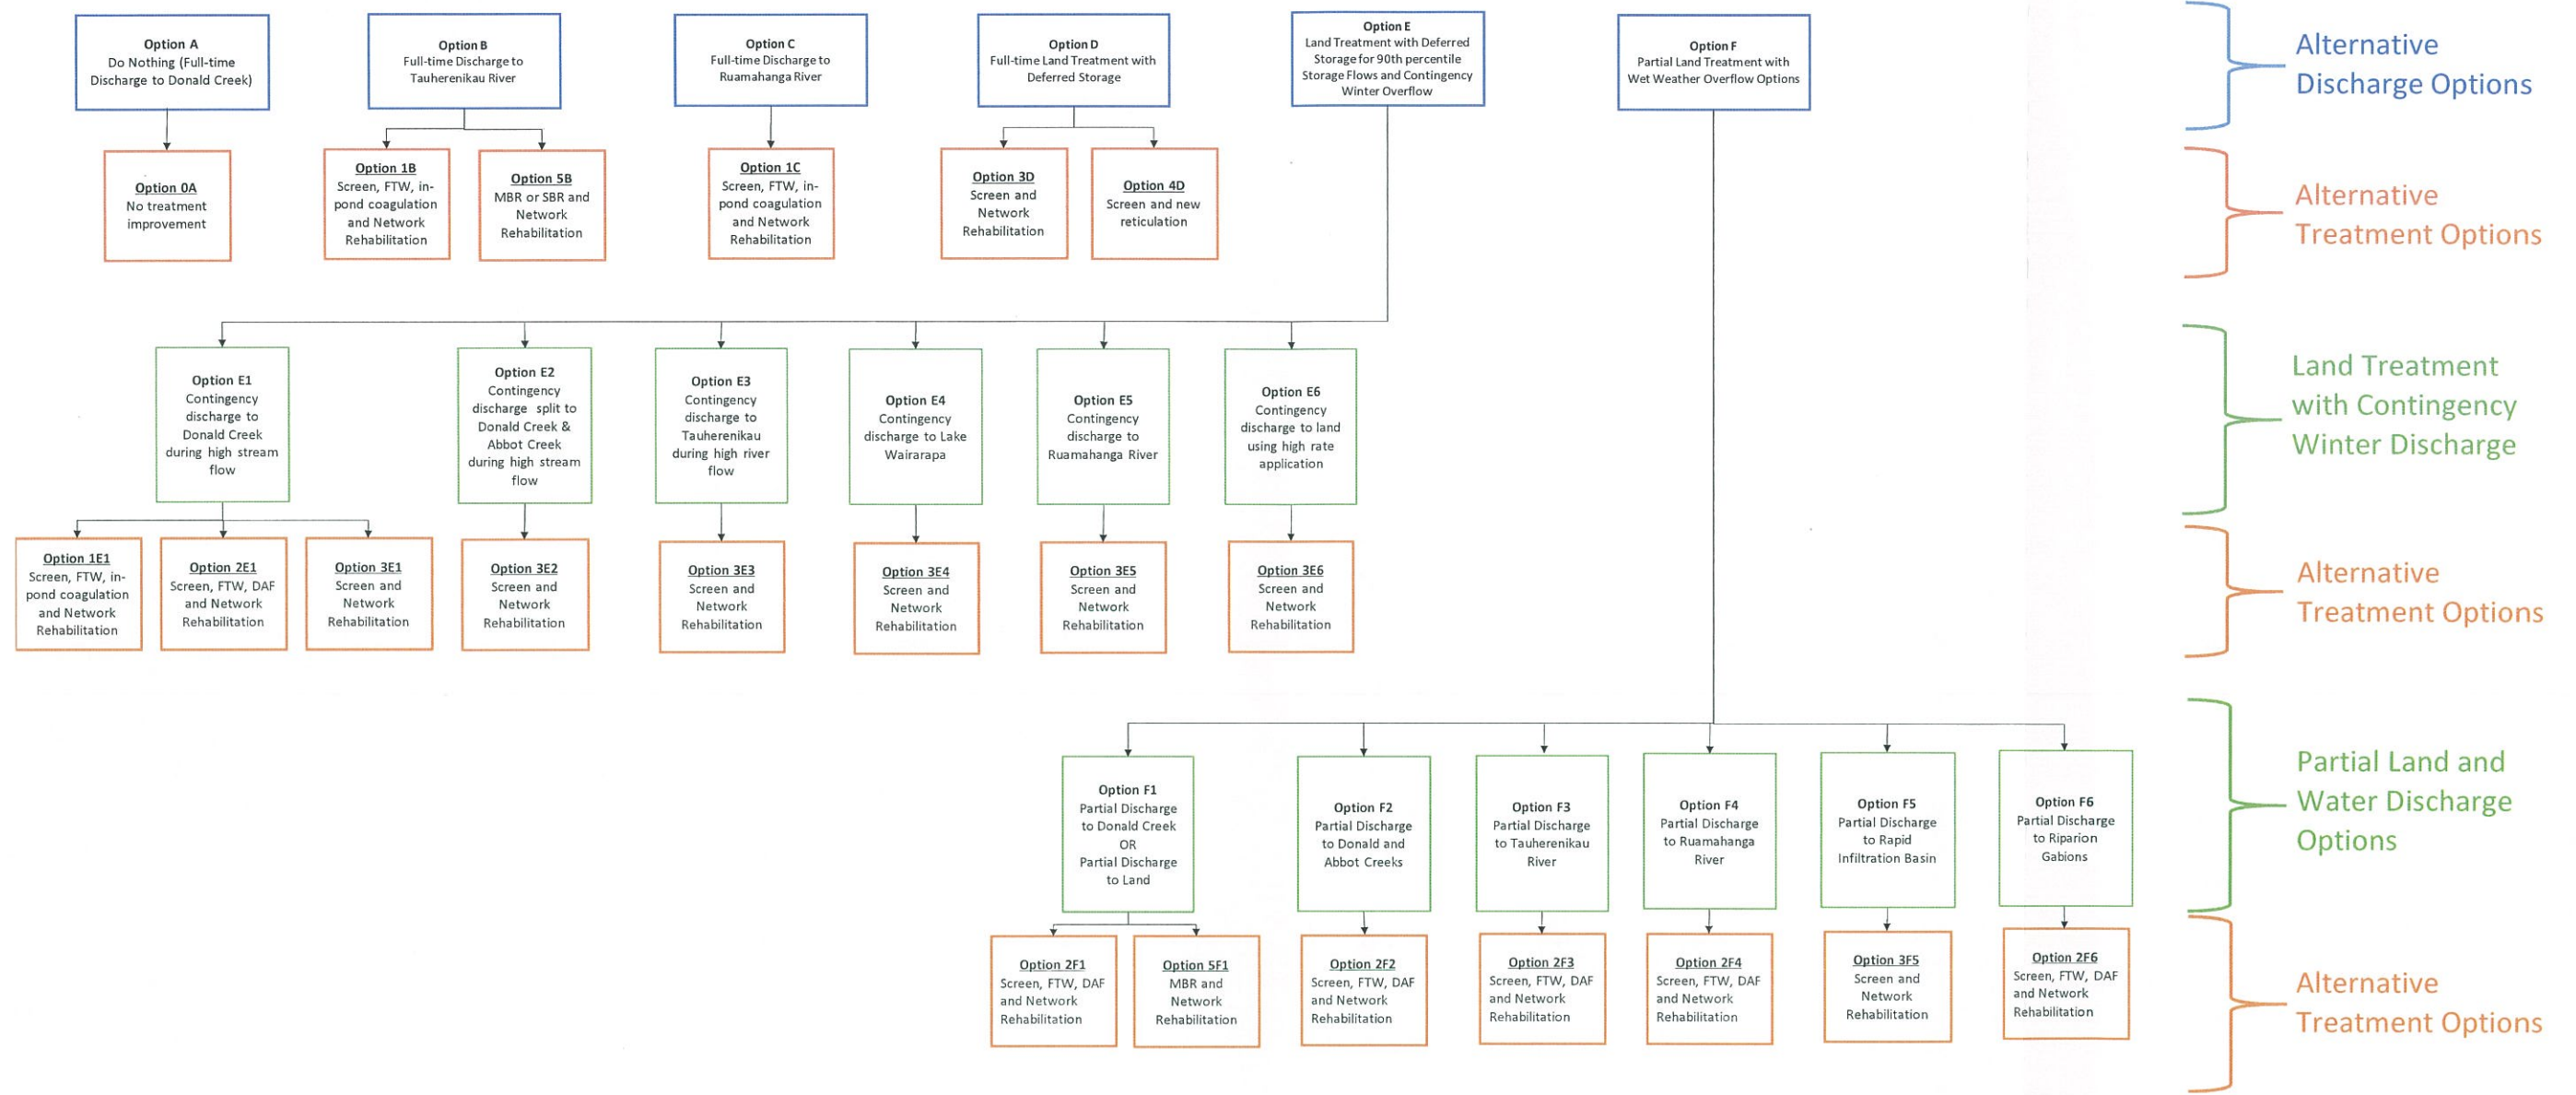 Option A
Do Nothing (Full-time
Discharge to Donald Creek)
Option B
Full-time Discharge to
Tauherenikau River
Option C
Full-time Discharge to
Ruamahanga River
Option D
Full-time Land Treatment with
Deferred Storage
Option E
Land Treatment with Deferred
Storage for 90th percentile
Storage Flows and Contingency
Winter Overflow
Option F
Partial Land Treatment with
Wet Weather Overflow Options
Alternative
Discharge Options
Option 0A
No treatment
improvement
Option 1B
Screen, FTW, in-
pond coagulation
and Network
Rehabilitation
Option 5B
MBR or SBR and
Network
Rehabilitation
Option 1C
Screen, FTW, in-
pond coagulation
and Network
Rehabilitation
Option 3D
Screen and
Network
Rehabilitation
Option 4D
Screen and new
reticulation
Alternative
Treatment Options
Option E1
Contingency
discharge to
Donald Creek
during high stream
flow
Option E2
Contingency
discharge split to
Donald Creek &
Abbot Creek
during high stream
flow
Option E3
Contingency
discharge to
Tauherenikau
during high river
flow
Option E4
Contingency
discharge to Lake
Wairarapa
Option E5
Contingency
discharge to
Ruamahanga River
Option E6
Contingency
discharge to land
using high rate
application
Land Treatment
with Contingency
Winter Discharge
Option 1E1
Screen, FTW, in-
pond coagulation
and Network
Rehabilitation
Option 2E1
Screen, FTW, DAF
and Network
Rehabilitation
Option 3E1
Screen and
Network
Rehabilitation
Option 3E2
Screen and
Network
Rehabilitation
Option 3E3
Screen and
Network
Rehabilitation
Option 3E4
Screen and
Network
Rehabilitation
Option 3E5
Screen and
Network
Rehabilitation
Option 3E6
Screen and
Network
Rehabilitation
Alternative
Treatment Options
Option F1
Partial Discharge
to Donald Creek
OR
Partial Discharge
to Land
Option F2
Partial Discharge
to Donald and
Abbot Creeks
Option F3
Partial Discharge
to Tauherenikau
River
Option F4
Partial Discharge
to Ruamahanga
River
Option F5
Partial Discharge
to Rapid
Infiltration Basin
Option F6
Partial Discharge
to Riparion
Gabions
Partial Land and
Water Discharge
Options
Option 2F1
Screen, FTW, DAF
and Network
Rehabilitation
Option 5F1
MBR and
Network
Rehabilitation
Option 2F2
Screen, FTW, DAF
and Network
Rehabilitation
Option 2F3
Screen, FTW, DAF
and Network
Rehabilitation
Option 2F4
Screen, FTW, DAF
and Network
Rehabilitation
Option 3F5
Screen and
Network
Rehabilitation
Option 2F6
Screen, FTW, DAF
and Network
Rehabilitation
Alternative
Treatment Options